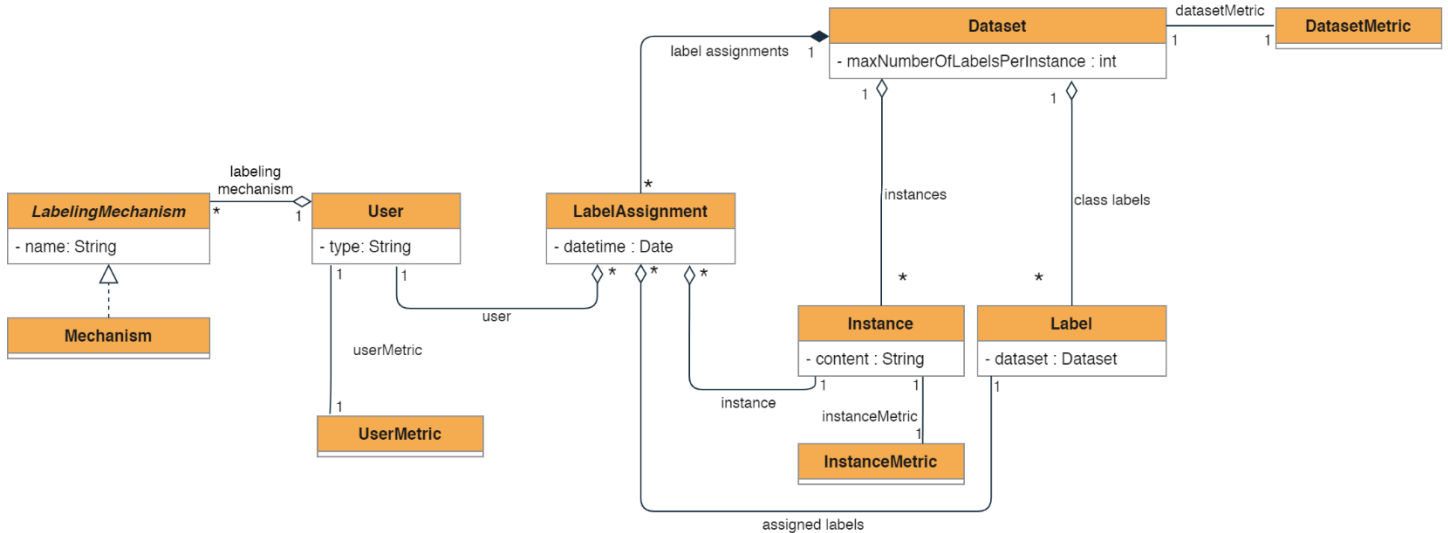 datasetMetric
Dataset
DatasetMetric
1
1
1
label assignments
- maxNumberOfLabelsPerInstance : int
1
1
labeling
mechanism
*
instances
class labels
LabelingMechanism
*
1
User
LabelAssignment
- name: String
- type: String
- datetime : Date
1
1
*
*
*
*
*
user
Mechanism
Instance
Label
userMetric
- content : String
- dataset : Dataset
1
1
1
instance
instanceMetric
1
1
UserMetric
InstanceMetric
assigned labels